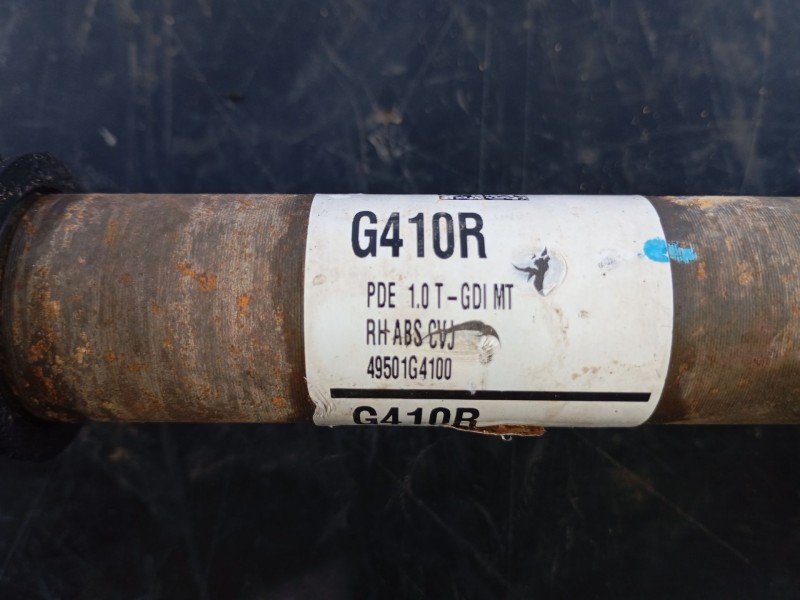 G410R
PDE 1.0 T-GDI MT
RH ABS CVJ
49501G4100
G410R